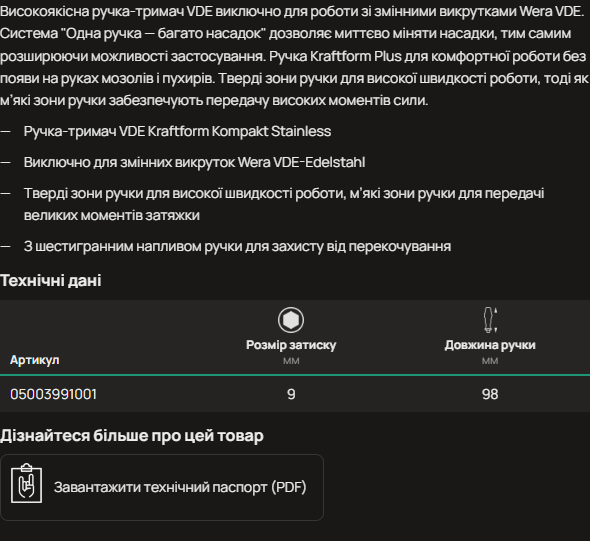 Високоякісна ручка-тримач VDE виключно для роботи зі змінними викрутками Wera VDE.
Система "Одна ручка — багато насадок" дозволяє миттєво міняти насадки, тим самим
розширюючи можливості застосування. Ручка Kraftform Plus для комфортної роботи без
появи на руках мозолів і пухирів. Тверді зони ручки для високої швидкості роботи, тоді як
м’які зони ручки забезпечують передачу високих моментів сили.
— Ручка-тримач VDE Kraftform Kompakt Stainless
— Виключно для змінних викруток Wera VDE-Edelstahl
— Тверді зони ручки для високої швидкості роботи, м’які зони ручки для передачі
великих моментів затяжки
— З шестигранним напливом ручки для захисту від перекочування
Технічні дані
Артикул Розмір затиску Довжина ручки
мм мм
05003991001 9 98
Дізнайтеся більше про цей товар
Завантажити технічний паспорт (PDF)